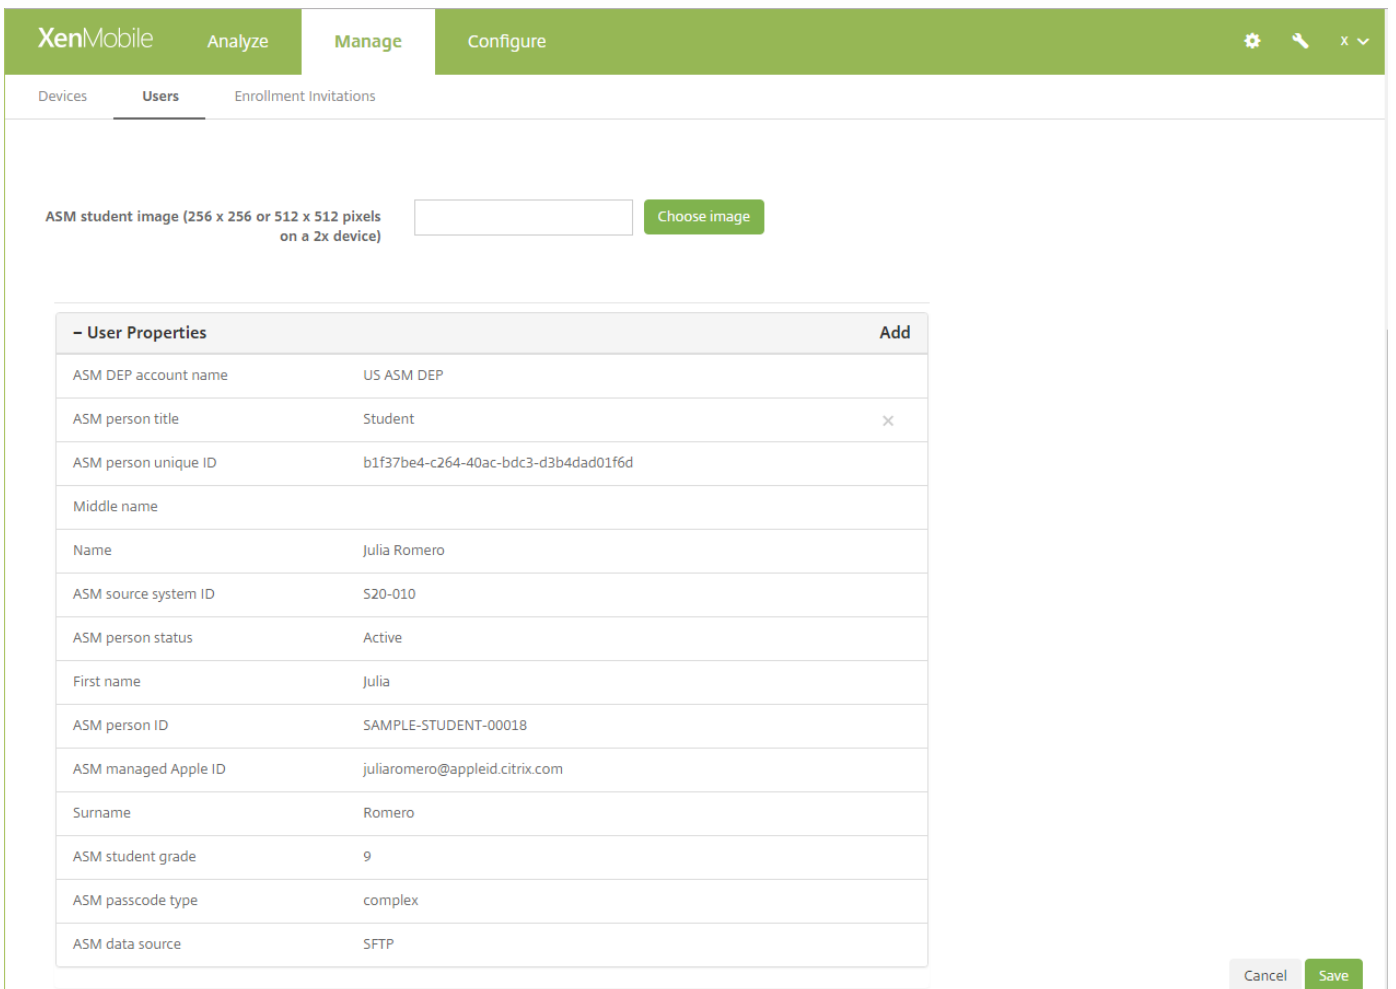 XenMobile Analyze Manage Configure X
Devices Users Enrollment Invitations
ASM student image (256 x 256 or 512 x 512 pixels
on a 2x device)
Choose image
– User Properties Add
ASM DEP account name US ASM DEP
ASM person title Student ×
ASM person unique ID b1f37be4-c264-40ac-bdc3-d3b4dad01f6d
Middle name
Name Julia Romero
ASM source system ID S20-010
ASM person status Active
First name Julia
ASM person ID SAMPLE-STUDENT-00018
ASM managed Apple ID juliaromero@appleid.citrix.com
Surname Romero
ASM student grade 9
ASM passcode type complex
ASM data source SFTP
Cancel Save